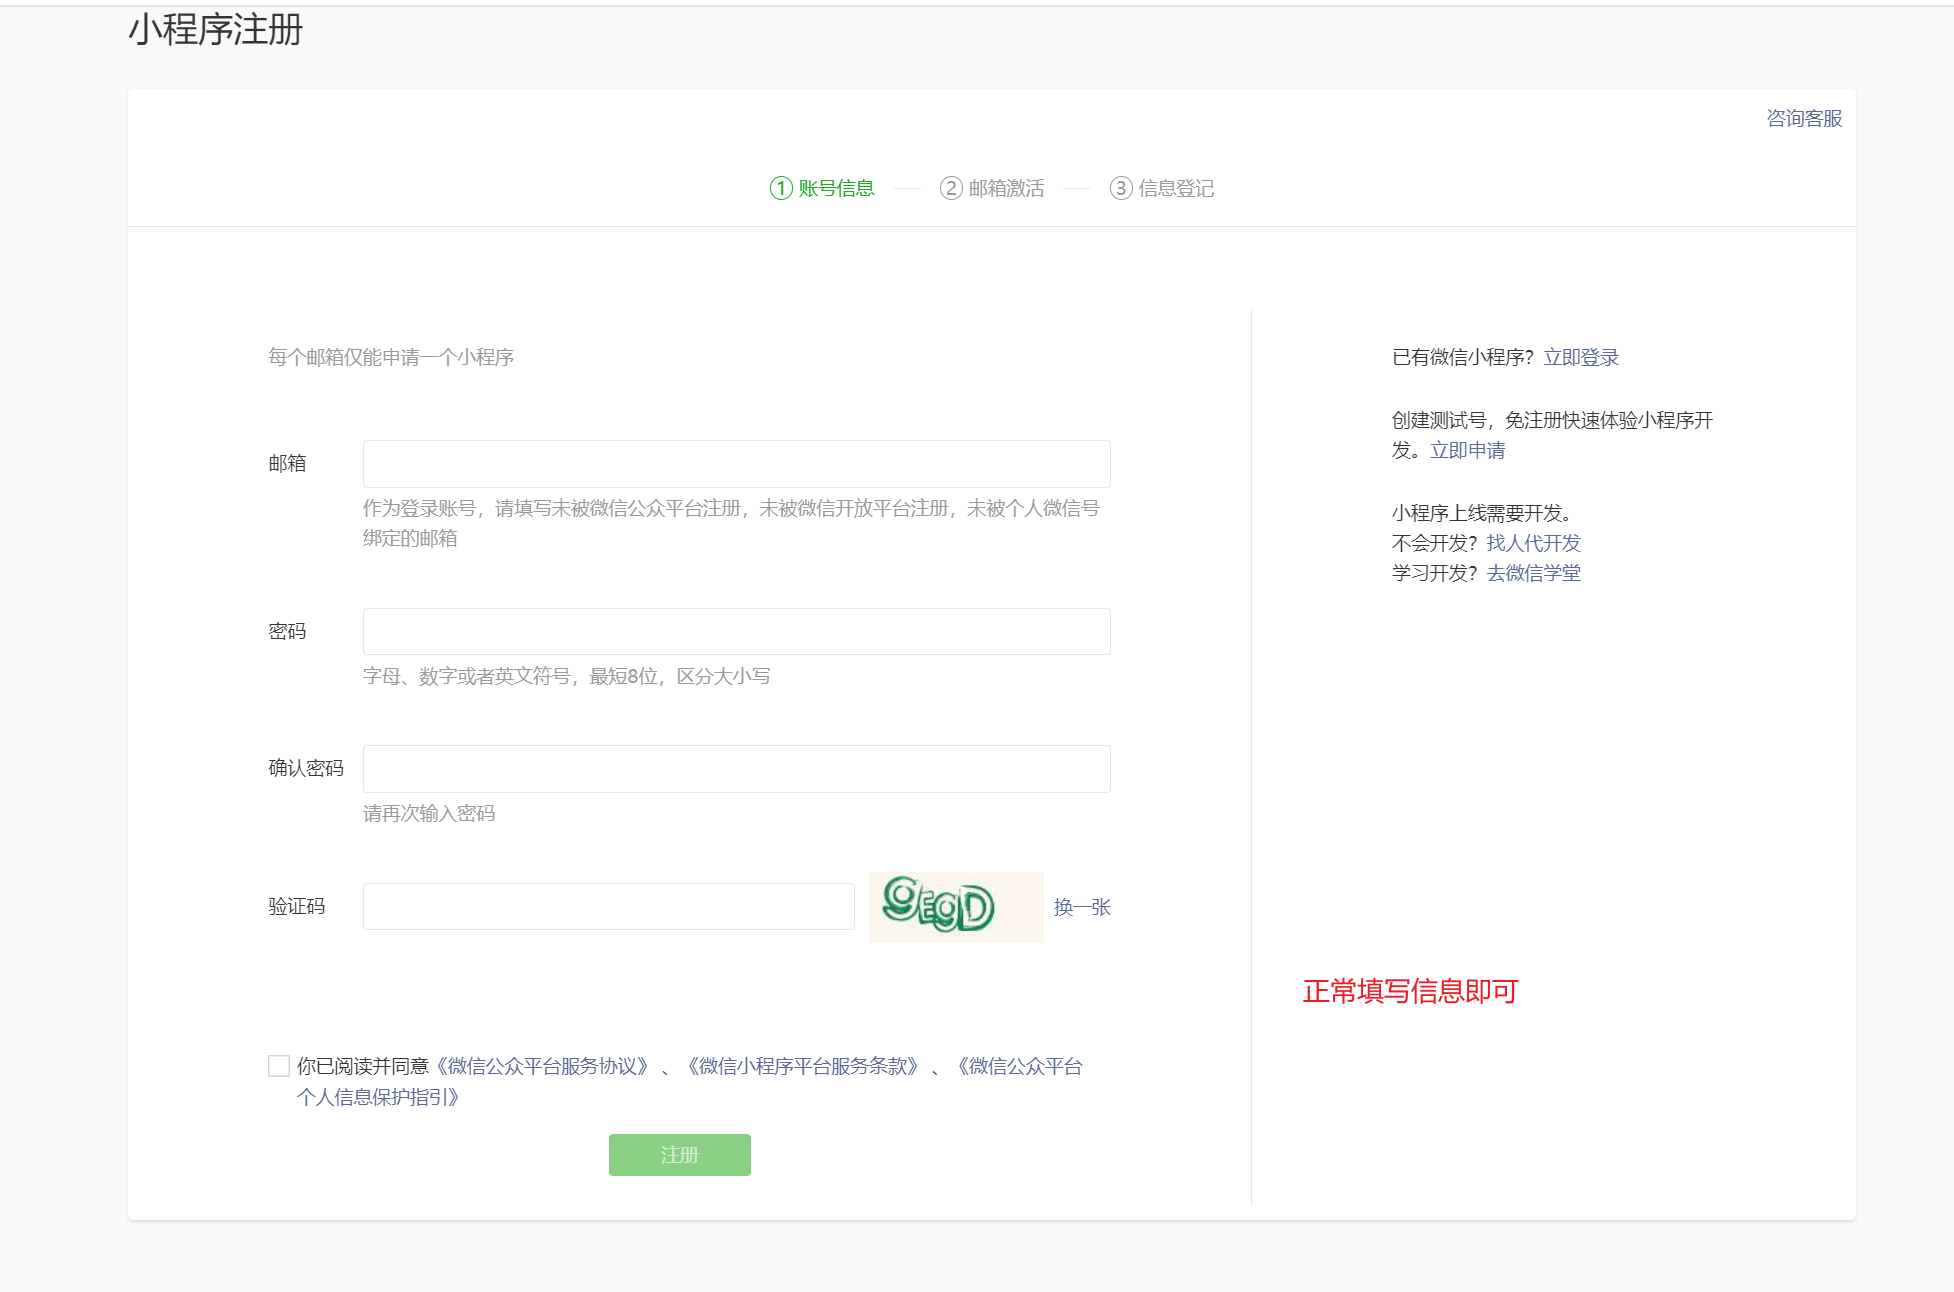 小程序注册
咨询客服
① 账号信息 ② 邮箱激活 ③ 信息登记
每个邮箱仅能申请一个小程序
邮箱
作为登录账号，请填写未被微信公众平台注册，未被微信开放平台注册，未被个人微信号
绑定的邮箱
密码
字母、数字或者英文符号，最短8位，区分大小写
确认密码
请再次输入密码
验证码
换一张
你已阅读并同意《微信公众平台服务协议》、《微信小程序平台服务条款》、《微信公众平台
个人信息保护指引》
注册
已有微信小程序？立即登录
创建测试号，免注册快速体验小程序开
发。立即申请
小程序上线需要开发。
不会开发？找人代开发
学习开发？去微信学堂
正常填写信息即可